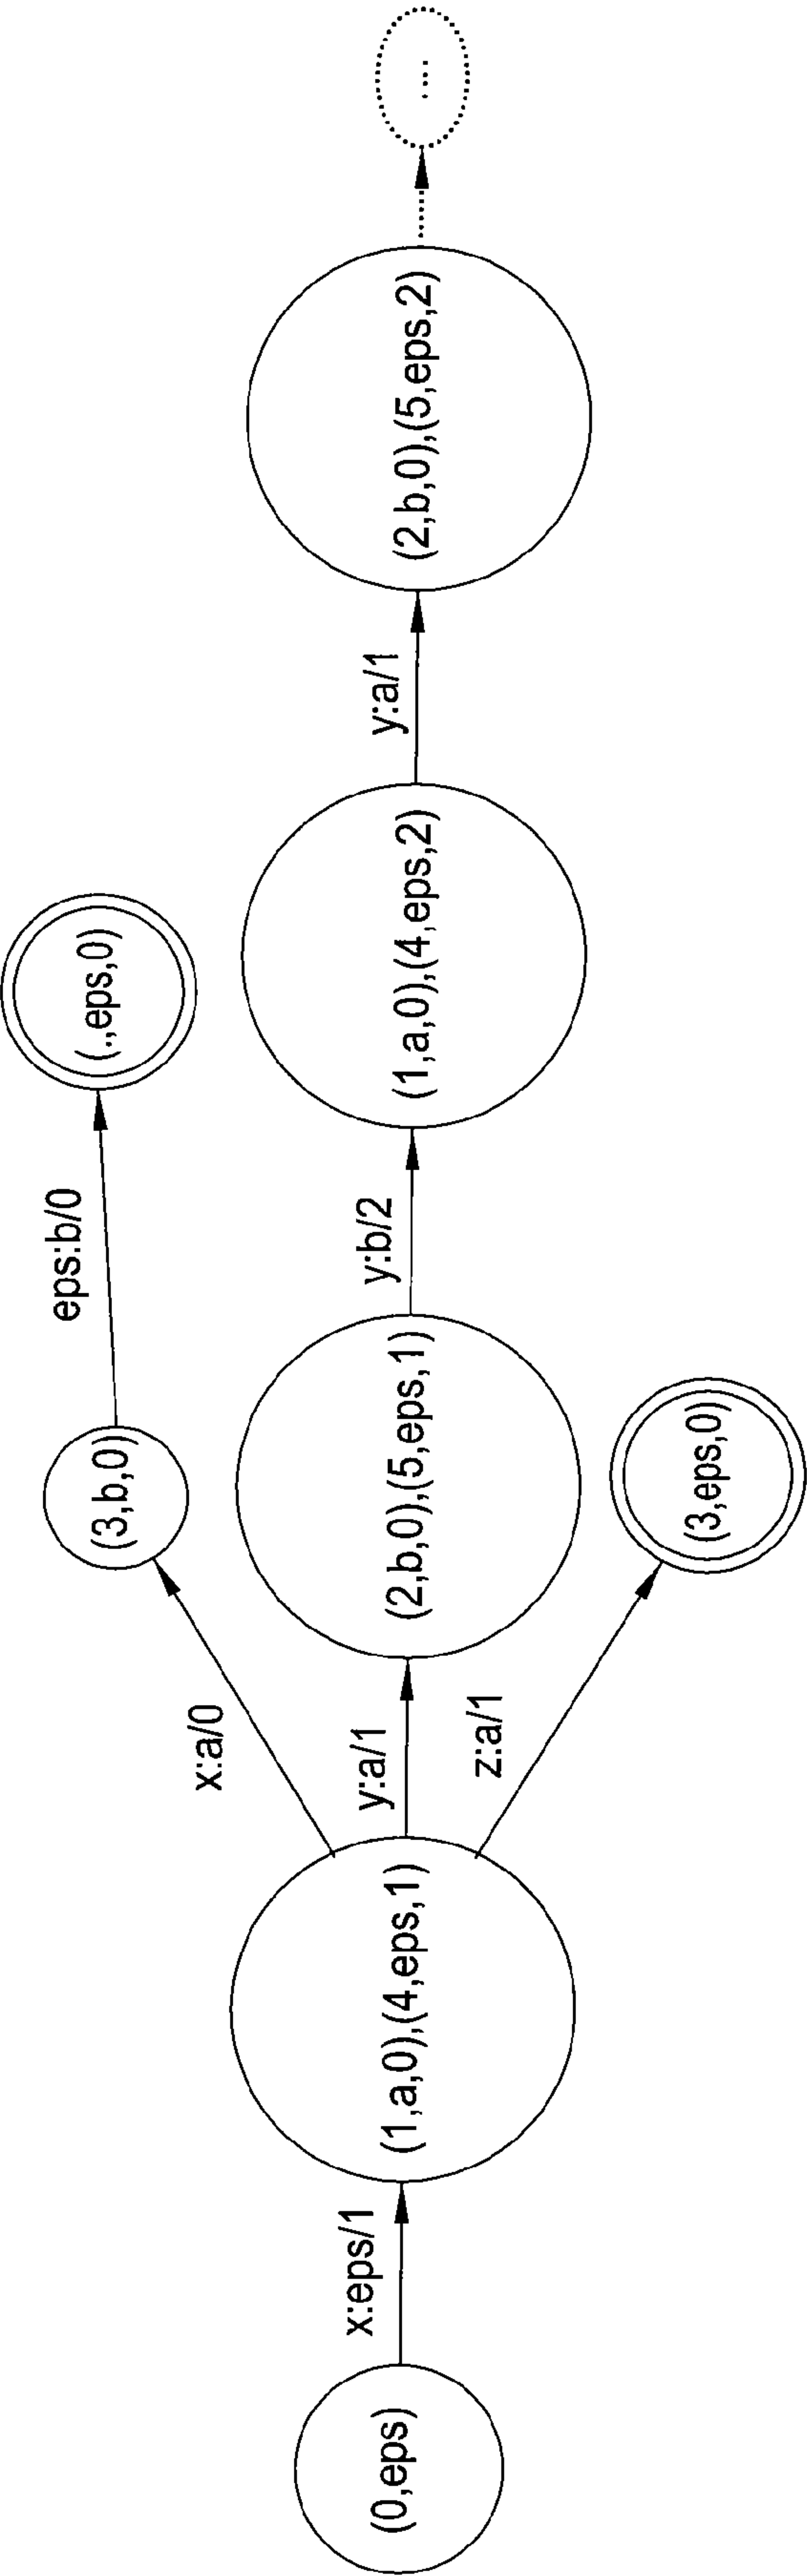 (0,eps)
x:eps/1
(1,a,0),(4,eps,1)
x:a/0
y:a/1
z:a/1
(3,b,0)
(2,b,0),(5,eps,1)
(3,eps,0)
eps:b/0
y:b/2
(.,eps,0)
(1,a,0),(4,eps,2)
y:a/1
(2,b,0),(5,eps,2)
...